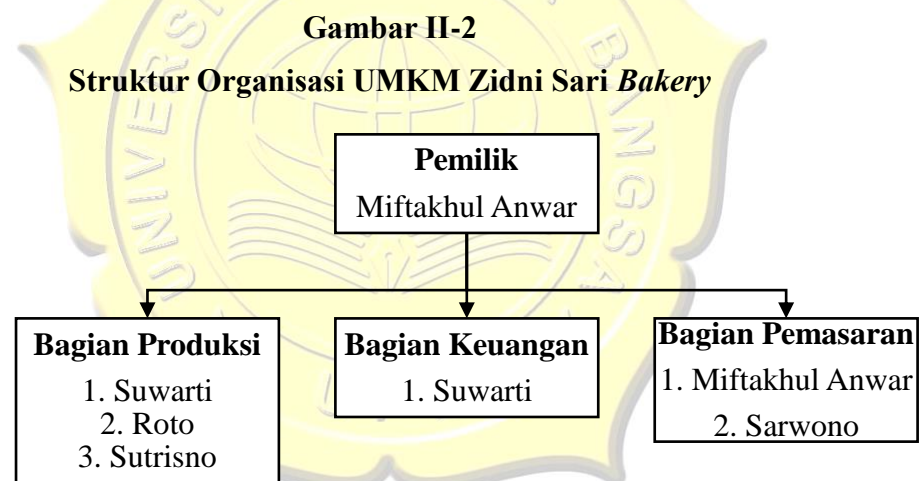 Gambar II-2
Struktur Organisasi UMKM Zidni Sari Bakery
Pemilik
Miftakhul Anwar
Bagian Produksi
1. Suwarti
2. Roto
3. Sutrisno
Bagian Keuangan
1. Suwarti
Bagian Pemasaran
1. Miftakhul Anwar
2. Sarwono